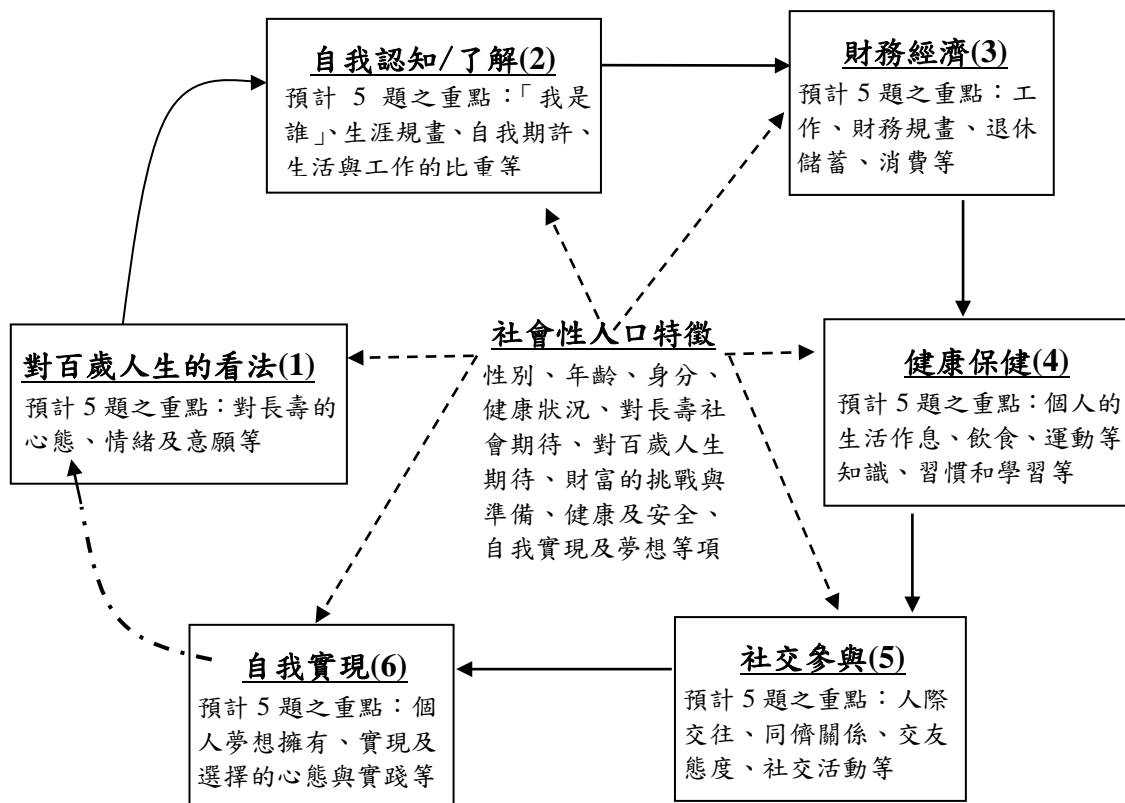 自我認知/了解(2)
預計 5 題之重點：「我是
誰」、生涯規畫、自我期許、
生活與工作的比重等
財務經濟(3)
預計 5 題之重點：工
作、財務規畫、退休
儲蓄、消費等
對百歲人生的看法(1)
預計 5 題之重點：對長壽的
心態、情緒及意願等
社會性人口特徵
性別、年齡、身分、
健康狀況、對長壽社
會期待、對百歲人生
期待、財富的挑戰與
準備、健康及安全、
自我實現及夢想等項
健康保健(4)
預計 5 題之重點：個人的
生活作息、飲食、運動等
知識、習慣和學習等
自我實現(6)
預計 5 題之重點：個
人夢想擁有、實現及
選擇的心態與實踐等
社交參與(5)
預計 5 題之重點：人際
交往、同儕關係、交友
態度、社交活動等